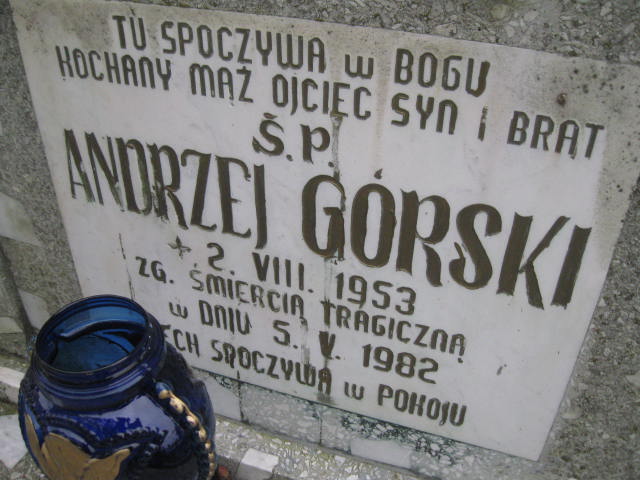 TU SPOCZYWA w BOGU
KOCHANY MĄŻ OJCIEC SYN I BRAT
Ś.P.
ANDRZEJ GÓRSKI
* 2. VIII. 1953
ZG. ŚMIERCIĄ TRAGICZNĄ
w DNIU 5. V. 1982
SPOCZYWA w POKOJU